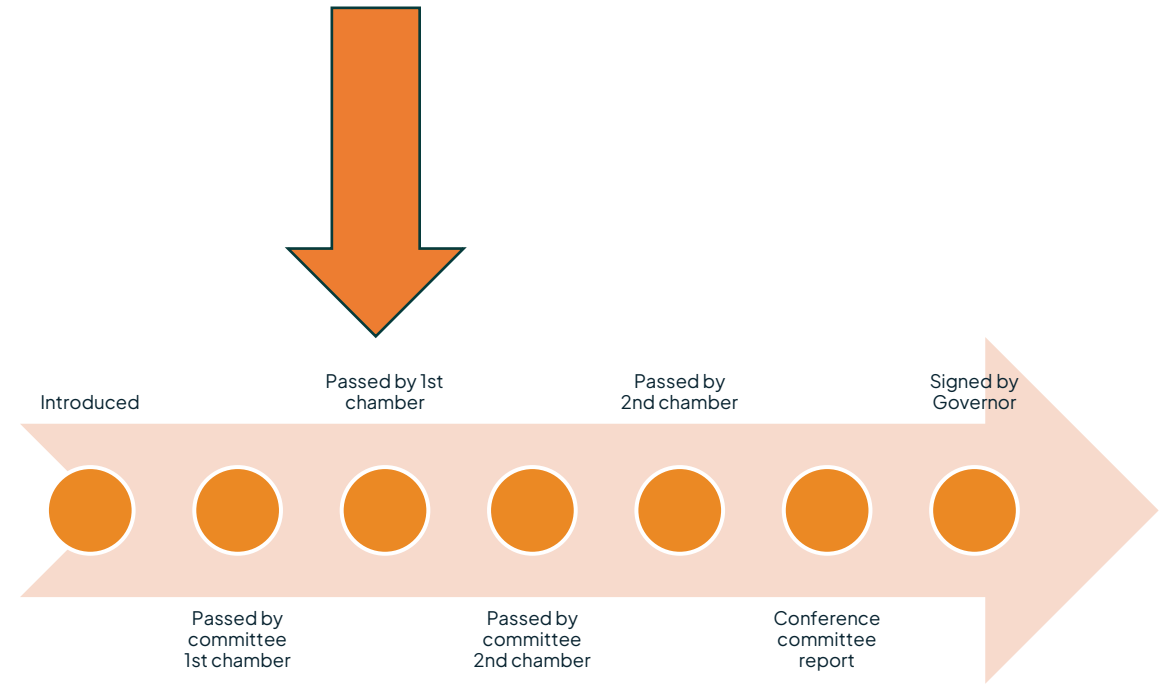 Introduced
Passed by
committee
1st chamber
Passed by 1st
chamber
Passed by
committee
2nd chamber
Passed by
2nd chamber
Conference
committee
report
Signed by
Governor